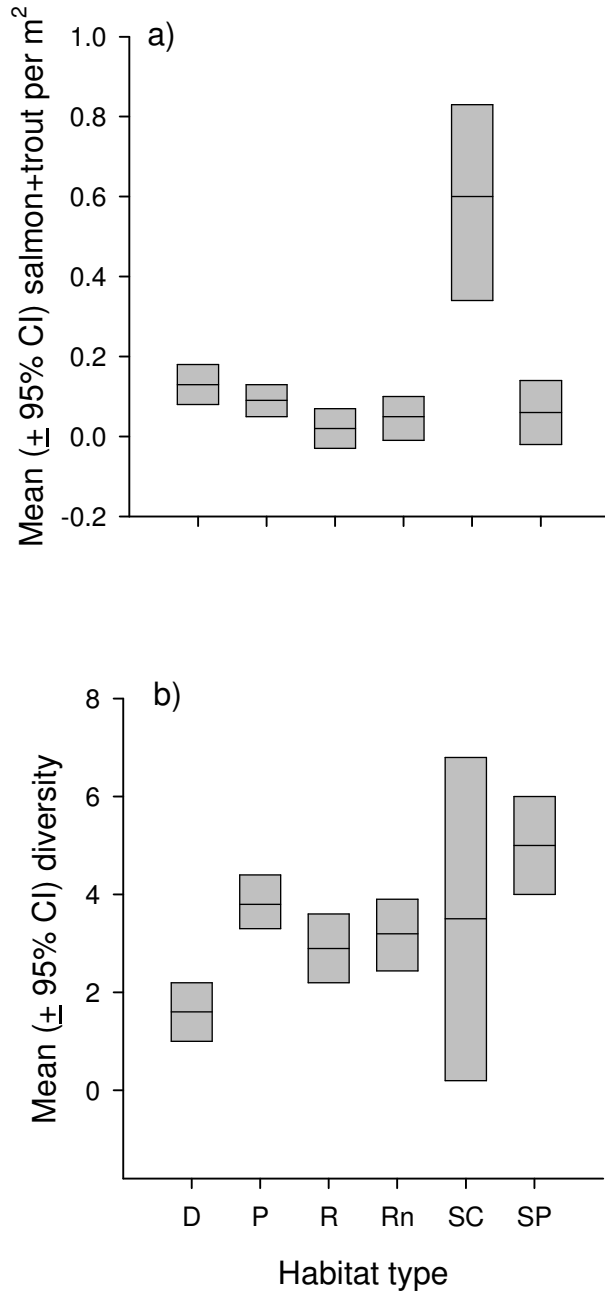 a)
Mean (± 95% CI) salmon+trout per m²
1.0
0.8
0.6
0.4
0.2
0.0
-0.2
b)
Mean (± 95% CI) diversity
8
6
4
2
0
D P R Rn SC SP
Habitat type